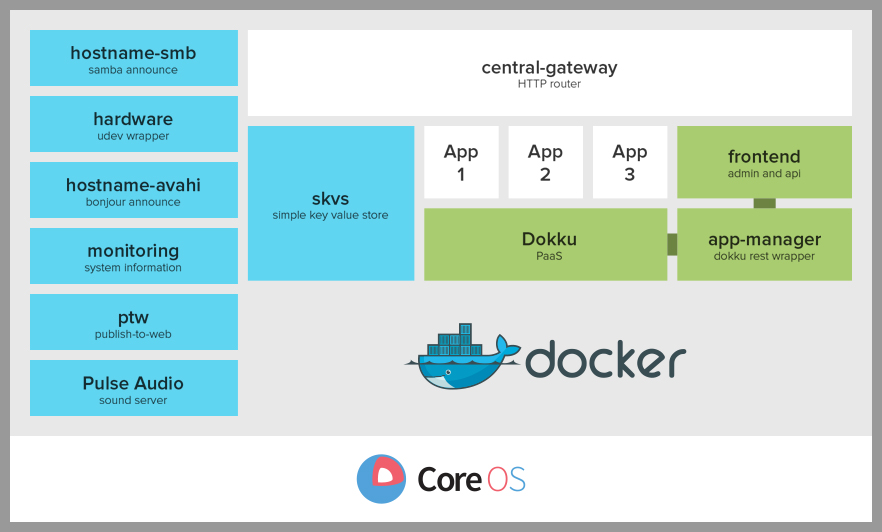 hostname-smb
samba announce
hardware
udev wrapper
hostname-avahi
bonjour announce
monitoring
system information
ptw
publish-to-web
Pulse Audio
sound server
central-gateway
HTTP router
skvs
simple key value store
App
1
App
2
App
3
frontend
admin and api
Dokku
PaaS
app-manager
dokku rest wrapper
docker
CoreOS